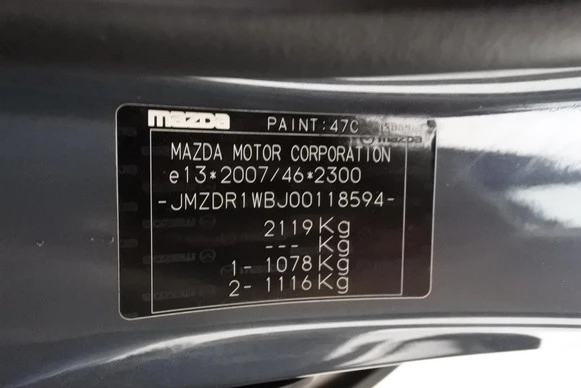 mazda PAINT:47C
MAZDA MOTOR CORPORATION
e13*2007/46*2300
-JMZDR1WBJ00118594-
2119Kg
---Kg
1-1078Kg
2-1116Kg